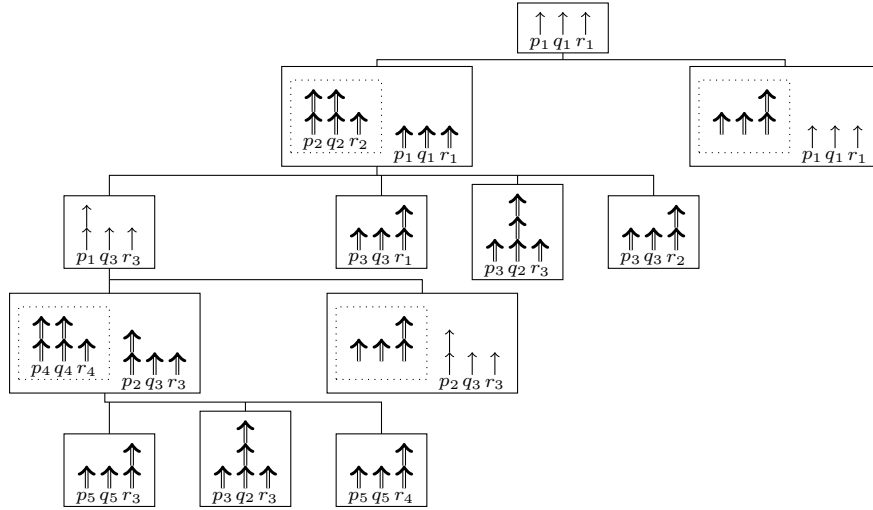 p₁ q₁ r₁
p₂ q₂ r₂
p₁ q₁ r₁
p₁ q₁ r₁
p₁ q₃ r₃
p₃ q₃ r₁
p₃ q₂ r₃
p₃ q₃ r₂
p₄ q₄ r₄
p₂ q₃ r₃
p₂ q₃ r₃
p₅ q₅ r₃
p₃ q₂ r₃
p₅ q₅ r₄